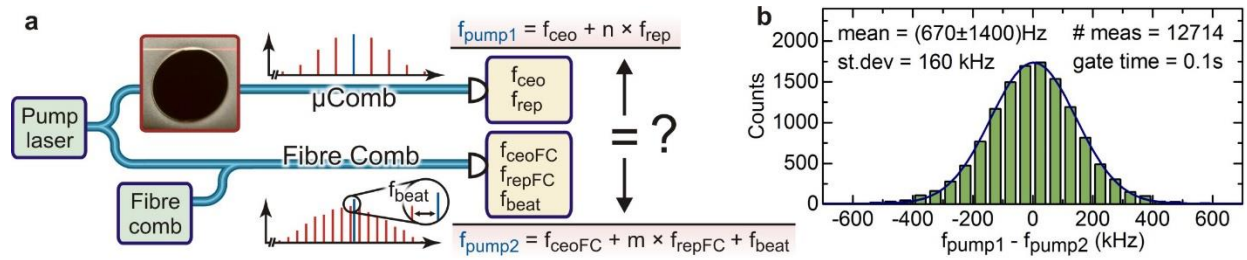 a
Pump
laser
µComb
f_ceo
f_rep
f_pump1 = f_ceo + n × f_rep
= ?
Fibre Comb
Fibre
comb
f_beat
f_ceoFC
f_repFC
f_beat
f_pump2 = f_ceoFC + m × f_repFC + f_beat
b
mean = (670±1400)Hz
st.dev = 160 kHz
# meas = 12714
gate time = 0.1s
Counts
2000
1500
1000
500
0
-600 -400 -200 0 200 400 600
f_pump1 - f_pump2 (kHz)